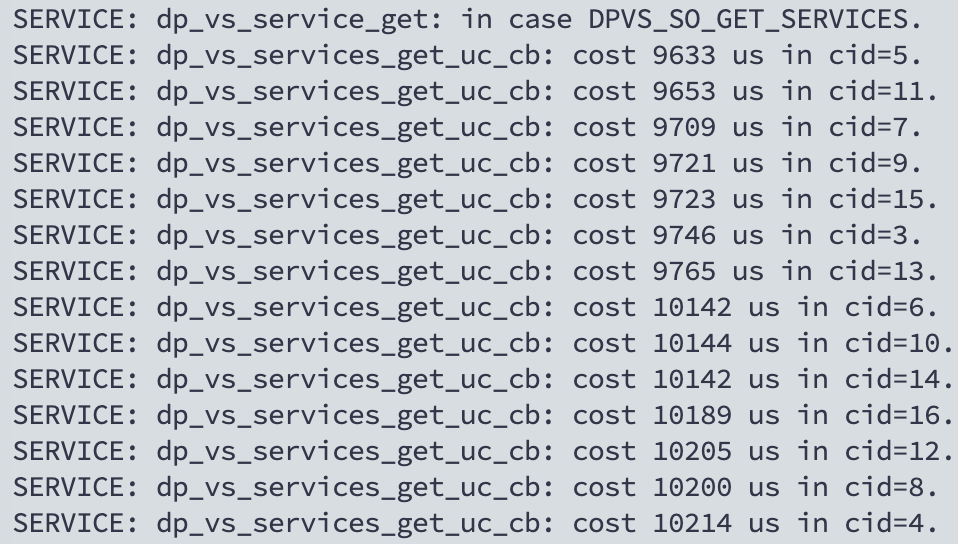 SERVICE: dp_vs_service_get: in case DPVS_SO_GET_SERVICES.
SERVICE: dp_vs_services_get_uc_cb: cost 9633 us in cid=5.
SERVICE: dp_vs_services_get_uc_cb: cost 9653 us in cid=11.
SERVICE: dp_vs_services_get_uc_cb: cost 9709 us in cid=7.
SERVICE: dp_vs_services_get_uc_cb: cost 9721 us in cid=9.
SERVICE: dp_vs_services_get_uc_cb: cost 9723 us in cid=15.
SERVICE: dp_vs_services_get_uc_cb: cost 9746 us in cid=3.
SERVICE: dp_vs_services_get_uc_cb: cost 9765 us in cid=13.
SERVICE: dp_vs_services_get_uc_cb: cost 10142 us in cid=6.
SERVICE: dp_vs_services_get_uc_cb: cost 10144 us in cid=10.
SERVICE: dp_vs_services_get_uc_cb: cost 10142 us in cid=14.
SERVICE: dp_vs_services_get_uc_cb: cost 10189 us in cid=16.
SERVICE: dp_vs_services_get_uc_cb: cost 10205 us in cid=12.
SERVICE: dp_vs_services_get_uc_cb: cost 10200 us in cid=8.
SERVICE: dp_vs_services_get_uc_cb: cost 10214 us in cid=4.